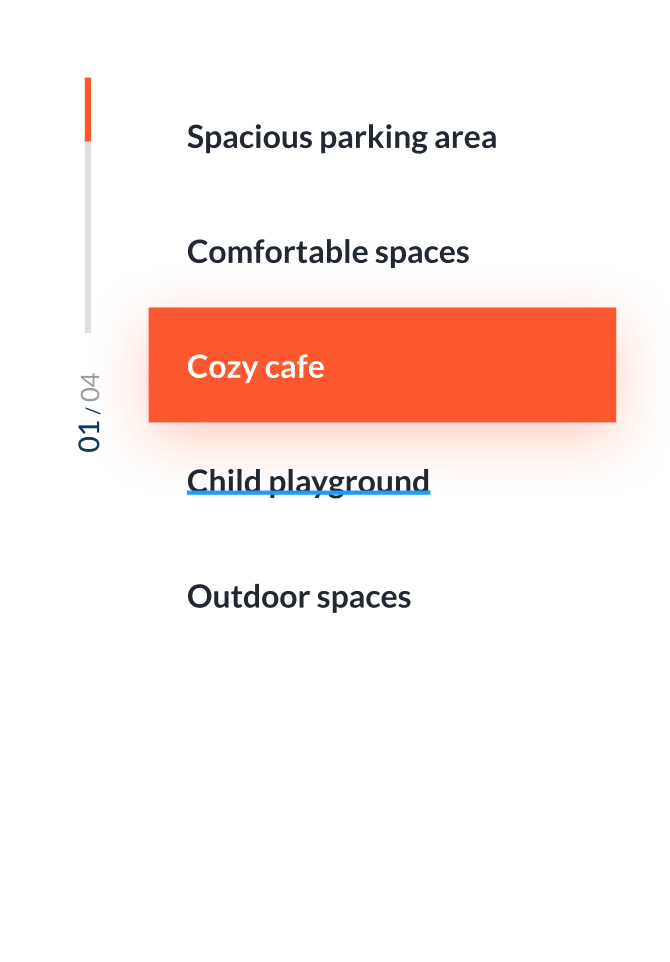 Spacious parking area
Comfortable spaces
Cozy cafe
01 / 04
Child playground
Outdoor spaces